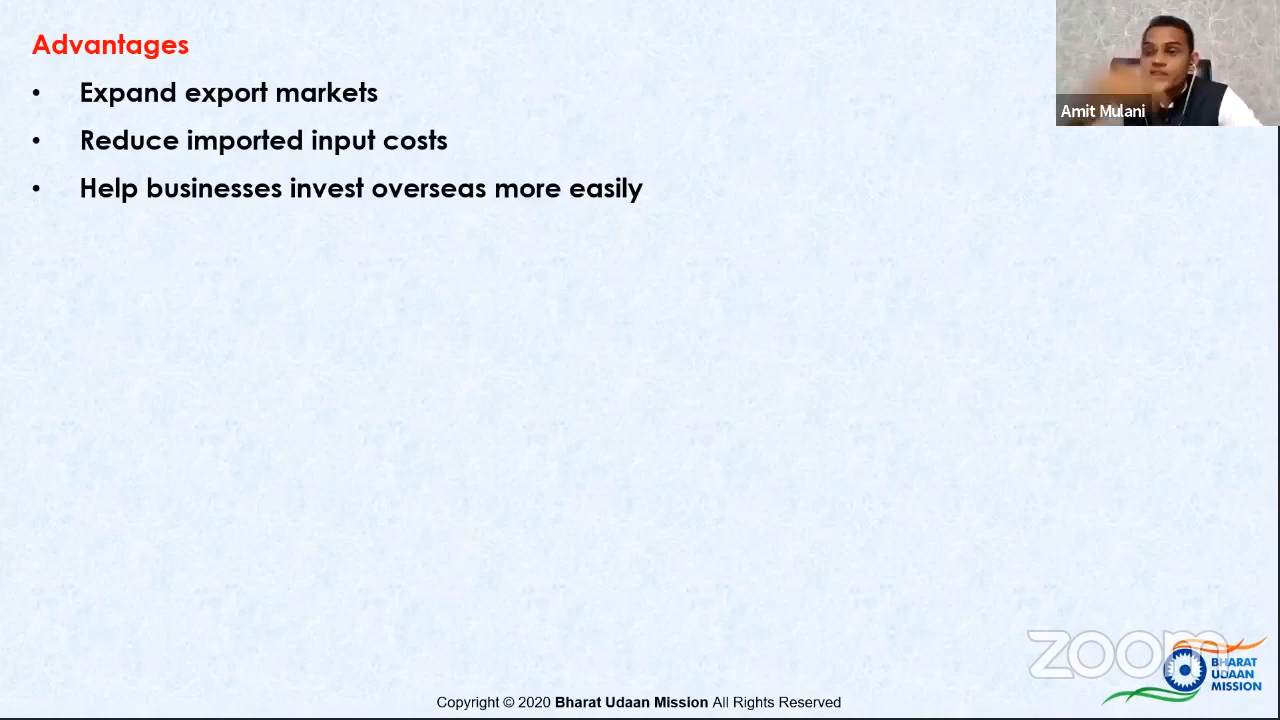 Advantages
• Expand export markets
• Reduce imported input costs
• Help businesses invest overseas more easily
Amit Mulani
zoom
BHARAT
UDAAN
MISSION
Copyright © 2020 Bharat Udaan Mission All Rights Reserved